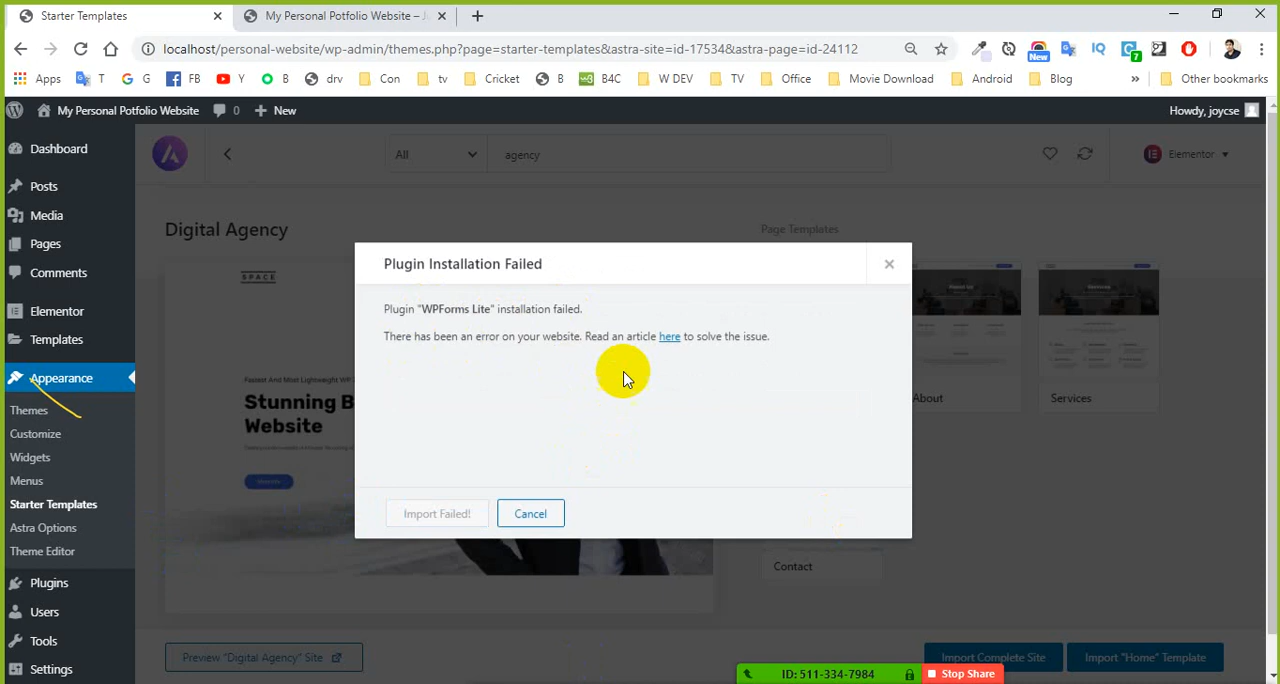 Starter Templates
My Personal Potfolio Website – J
localhost/personal-website/wp-admin/themes.php?page=starter-templates&astra-site=id-17534&astra-page=id-24112
New
7
Apps T G FB Y B drv Con tv Cricket B B4C W DEV TV Office Movie Download Android Blog » Other bookmarks
My Personal Potfolio Website 0 + New Howdy, joycse
Dashboard
Posts
Media
Pages
Comments
Elementor
Templates
Appearance
Themes
Customize
Widgets
Menus
Starter Templates
Astra Options
Theme Editor
Plugins
Users
Tools
Settings
All agency Elementor
Digital Agency
Page Templates
SPACE
Stunning B
Website
Plugin Installation Failed
Plugin "WPForms Lite" installation failed.
There has been an error on your website. Read an article here to solve the issue.
Import Failed! Cancel
About
Services
Contact
Preview "Digital Agency" Site
Import Complete Site
Import "Home" Template
ID: 511-334-7984 Stop Share